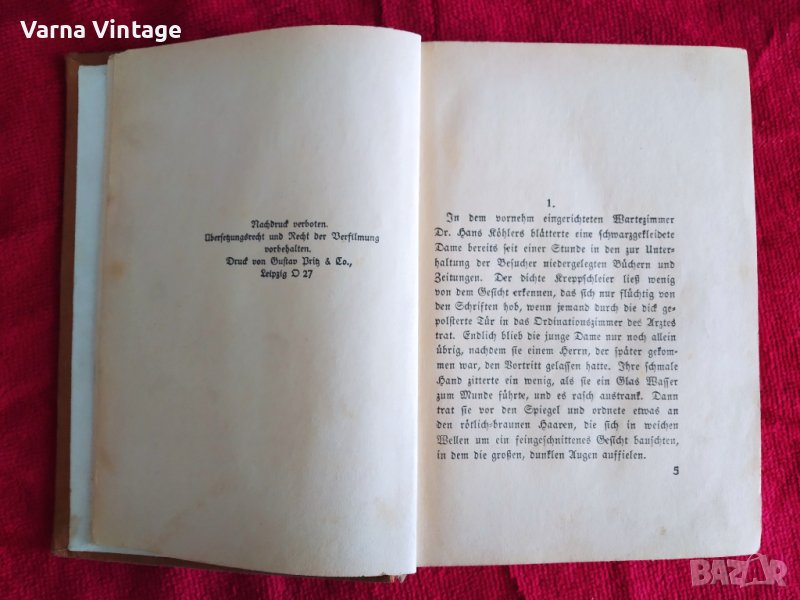 Varna Vintage
Nachdruck verboten.
Übersetzungsrecht und Recht der Verfilmung
vorbehalten.
Druck von Gustav Pritz & Co.,
Leipzig O 27
1.
In dem vornehm eingerichteten Wartezimmer
Dr. Hans Köhlers blätterte eine schwarzgekleidete
Dame bereits seit einer Stunde in den zur Unter-
haltung der Besucher niedergelegten Büchern und
Zeitungen. Der dichte Kreppschleier ließ wenig
von dem Gesicht erkennen, das sich nur flüchtig von
den Schriften hob, wenn jemand durch die dick ge-
polsterte Tür in das Ordinationszimmer des Arztes
trat. Endlich blieb die junge Dame nur noch allein
übrig, nachdem sie einem Herrn, der später gekom-
men war, den Vortritt gelassen hatte. Ihre schmale
Hand zitterte ein wenig, als sie ein Glas Wasser
zum Munde führte, und es rasch austrank. Dann
trat sie vor den Spiegel und ordnete etwas an
den rötlich-braunen Haaren, die sich in weichen
Wellen um ein feingeschnittenes Gesicht bauschten,
in dem die großen, dunklen Augen auffielen.
5
BAZAR